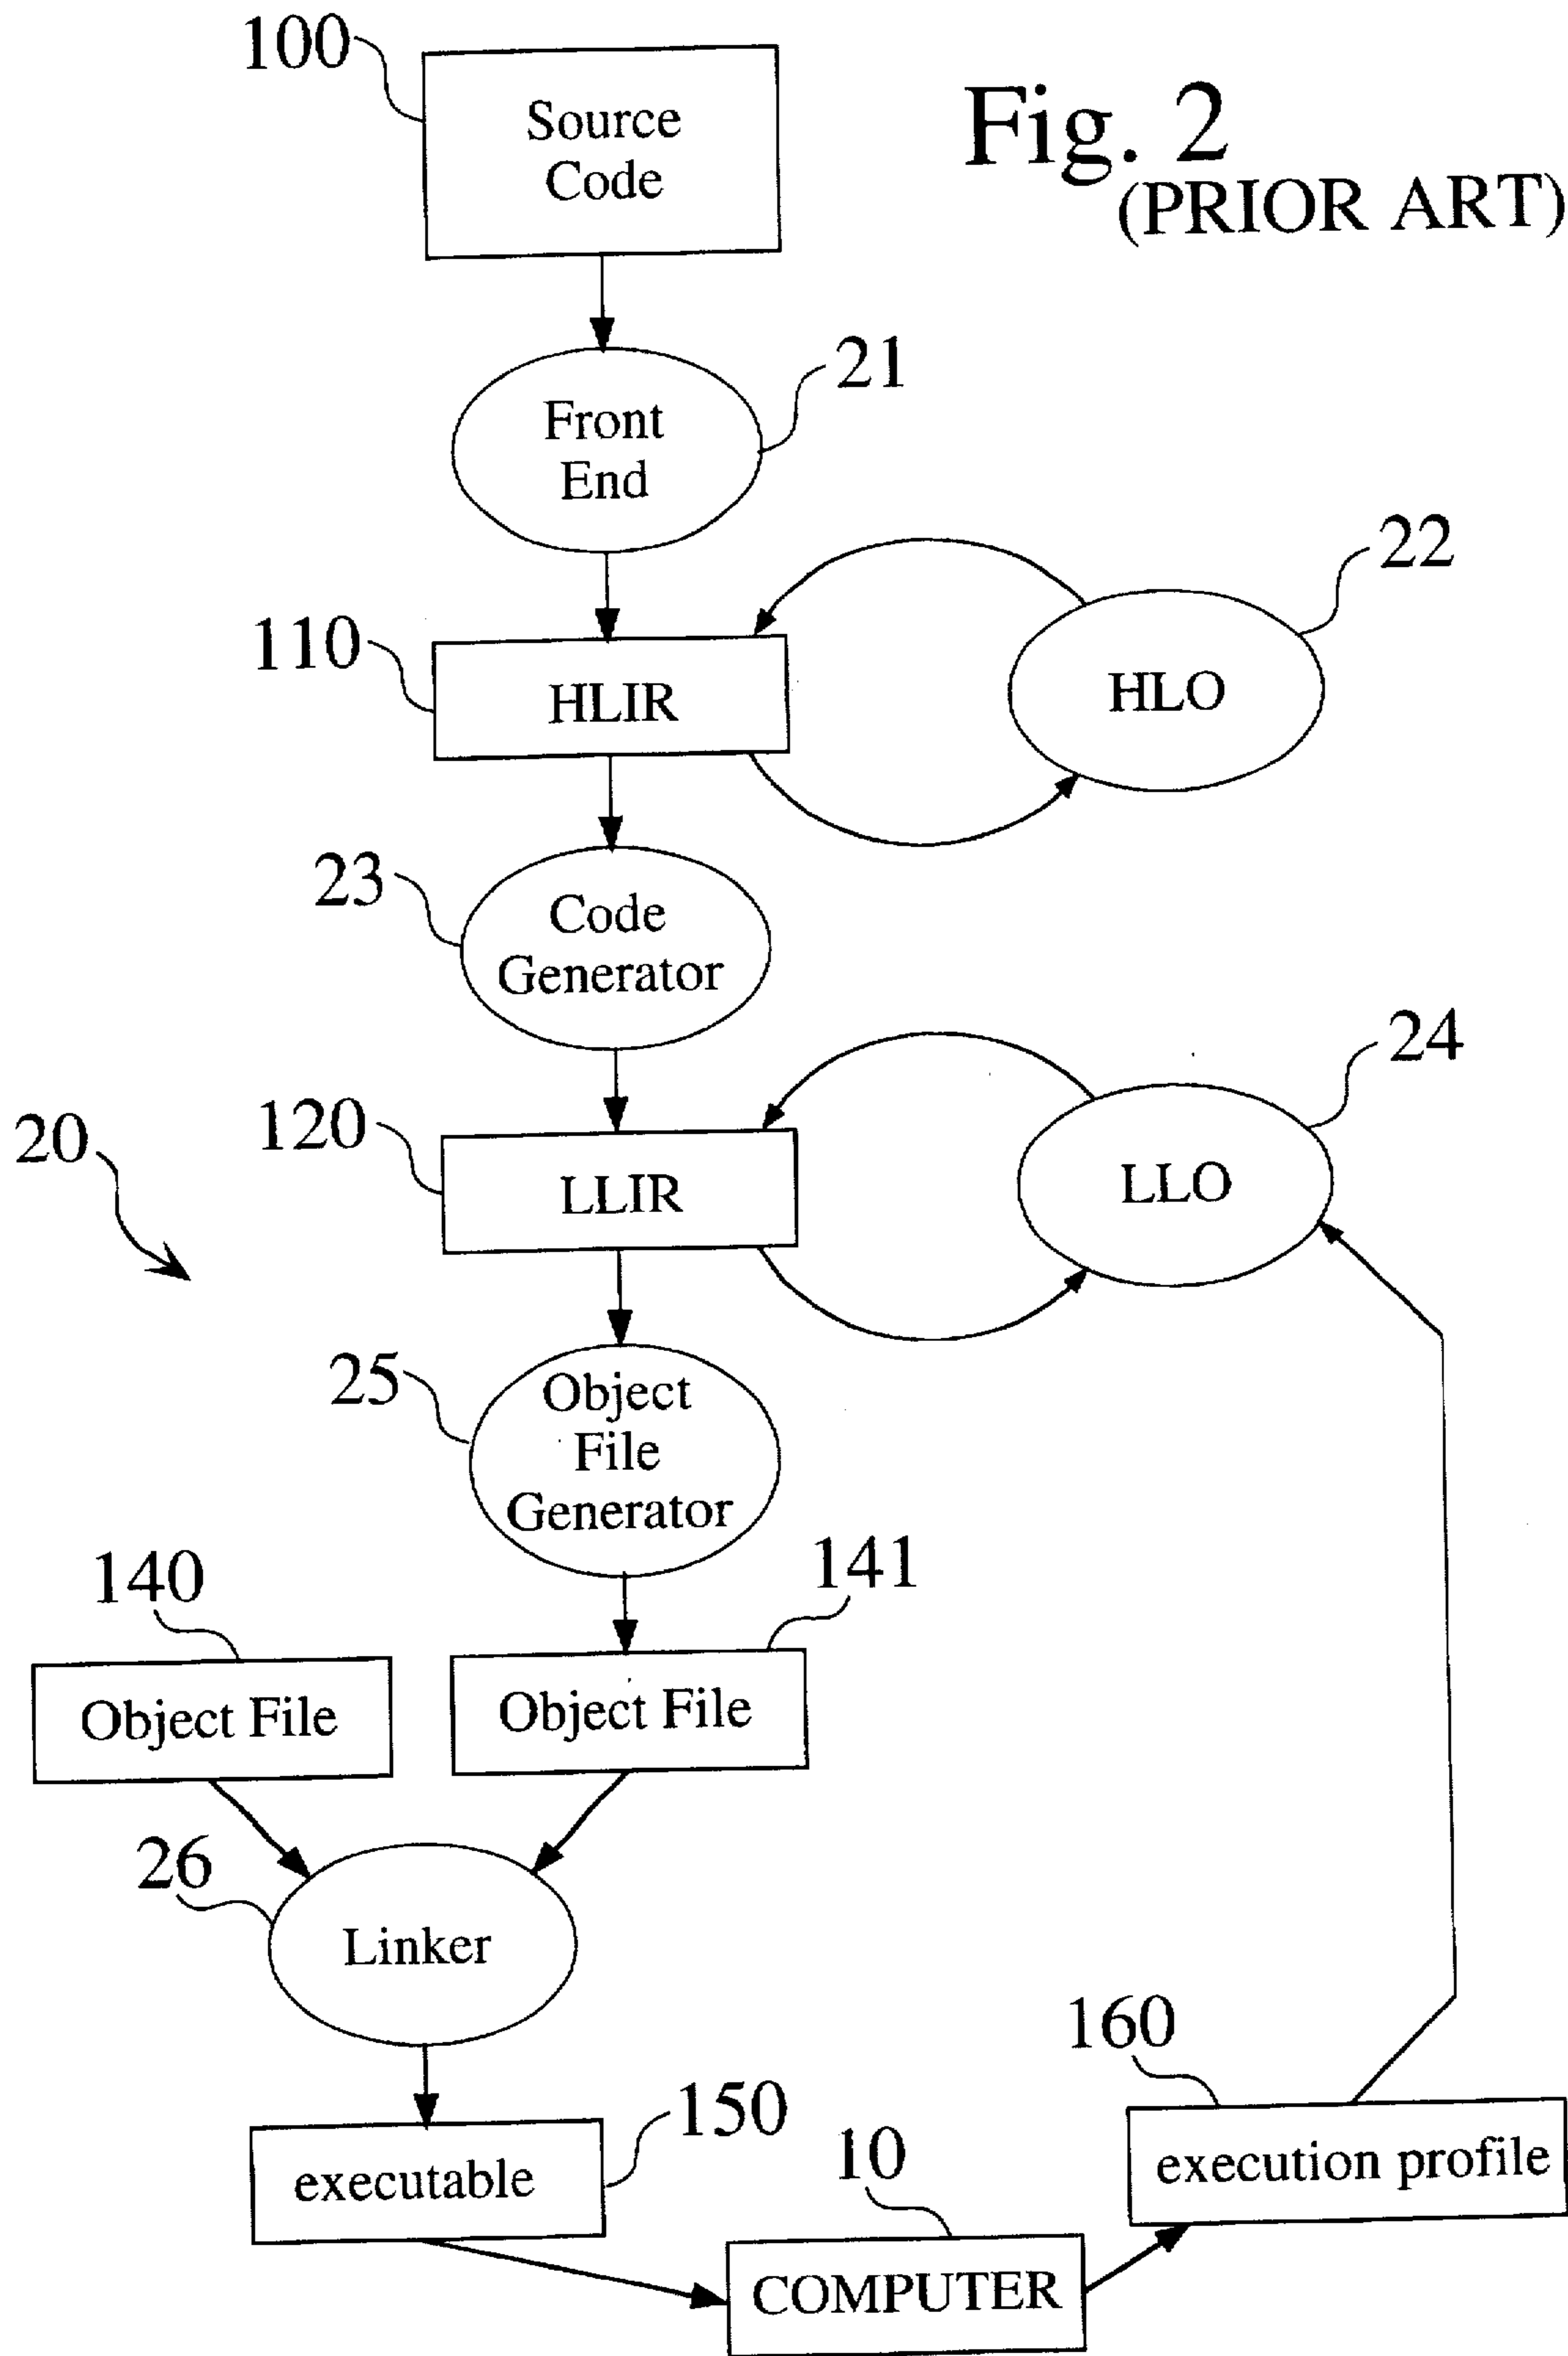 100
Source
Code
Fig. 2
(PRIOR ART)
21
Front
End
22
110
HLIR
HLO
23
Code
Generator
24
20
120
LLIR
LLO
25
Object
File
Generator
140
141
Object File
Object File
26
Linker
160
150
executable
10
execution profile
COMPUTER